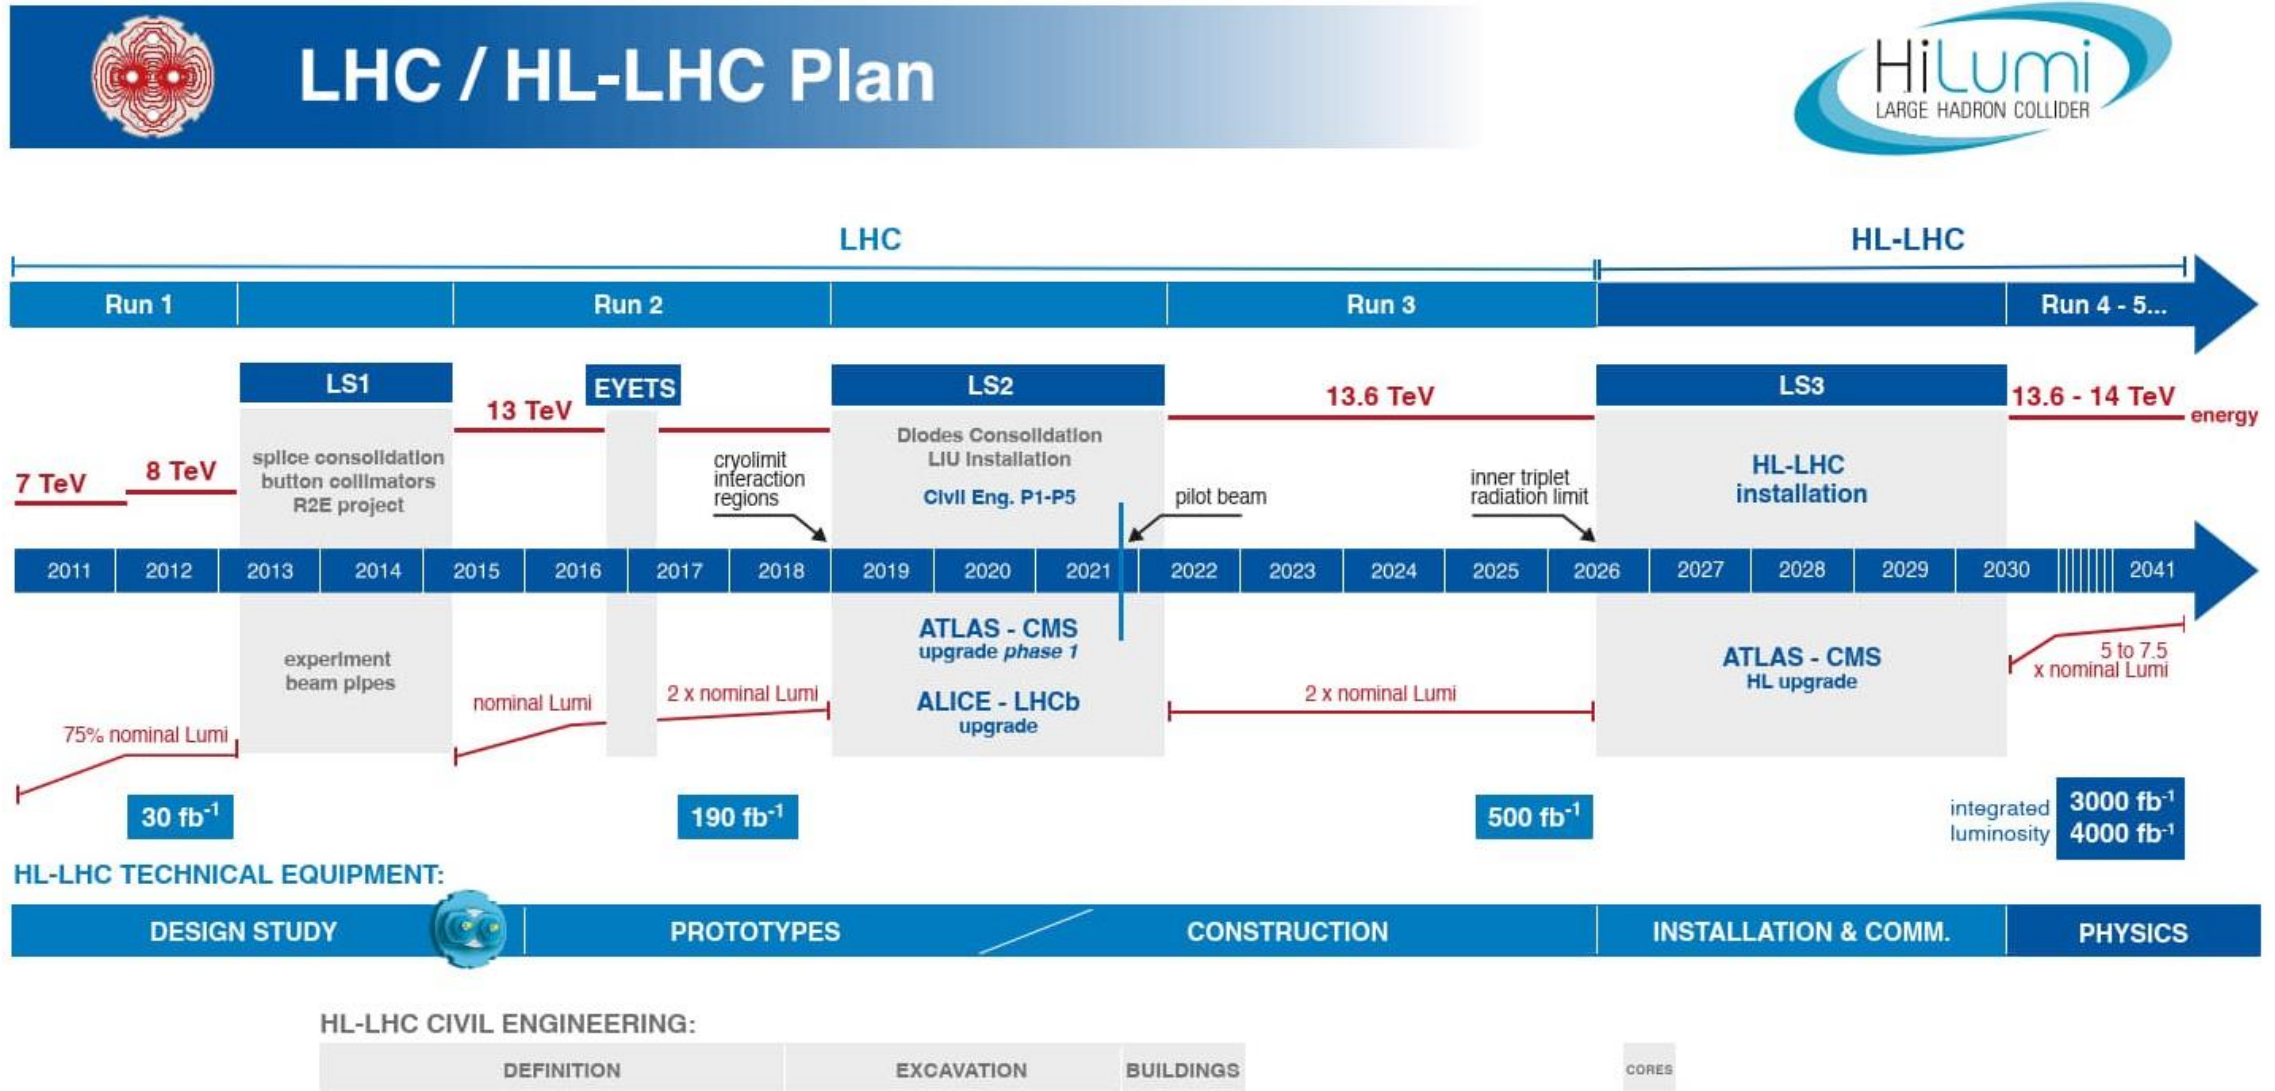 LHC / HL-LHC Plan
HiLumi
LARGE HADRON COLLIDER
LHC
HL-LHC
Run 1
Run 2
Run 3
Run 4 - 5...
LS1
EYETS
LS2
LS3
13 TeV
13.6 TeV
13.6 - 14 TeV
energy
7 TeV
8 TeV
splice consolidation
button collimators
R2E project
cryolimit
interaction
regions
Diodes Consolidation
LIU Installation
Civil Eng. P1-P5
pilot beam
inner triplet
radiation limit
HL-LHC
installation
2011
2012
2013
2014
2015
2016
2017
2018
2019
2020
2021
2022
2023
2024
2025
2026
2027
2028
2029
2030
2041
experiment
beam pipes
ATLAS - CMS
upgrade phase 1
ALICE - LHCb
upgrade
ATLAS - CMS
HL upgrade
5 to 7.5
x nominal Lumi
75% nominal Lumi
nominal Lumi
2 x nominal Lumi
2 x nominal Lumi
30 fb-1
190 fb-1
500 fb-1
integrated
luminosity
3000 fb-1
4000 fb-1
HL-LHC TECHNICAL EQUIPMENT:
DESIGN STUDY
PROTOTYPES
CONSTRUCTION
INSTALLATION & COMM.
PHYSICS
HL-LHC CIVIL ENGINEERING:
DEFINITION
EXCAVATION
BUILDINGS
CORES